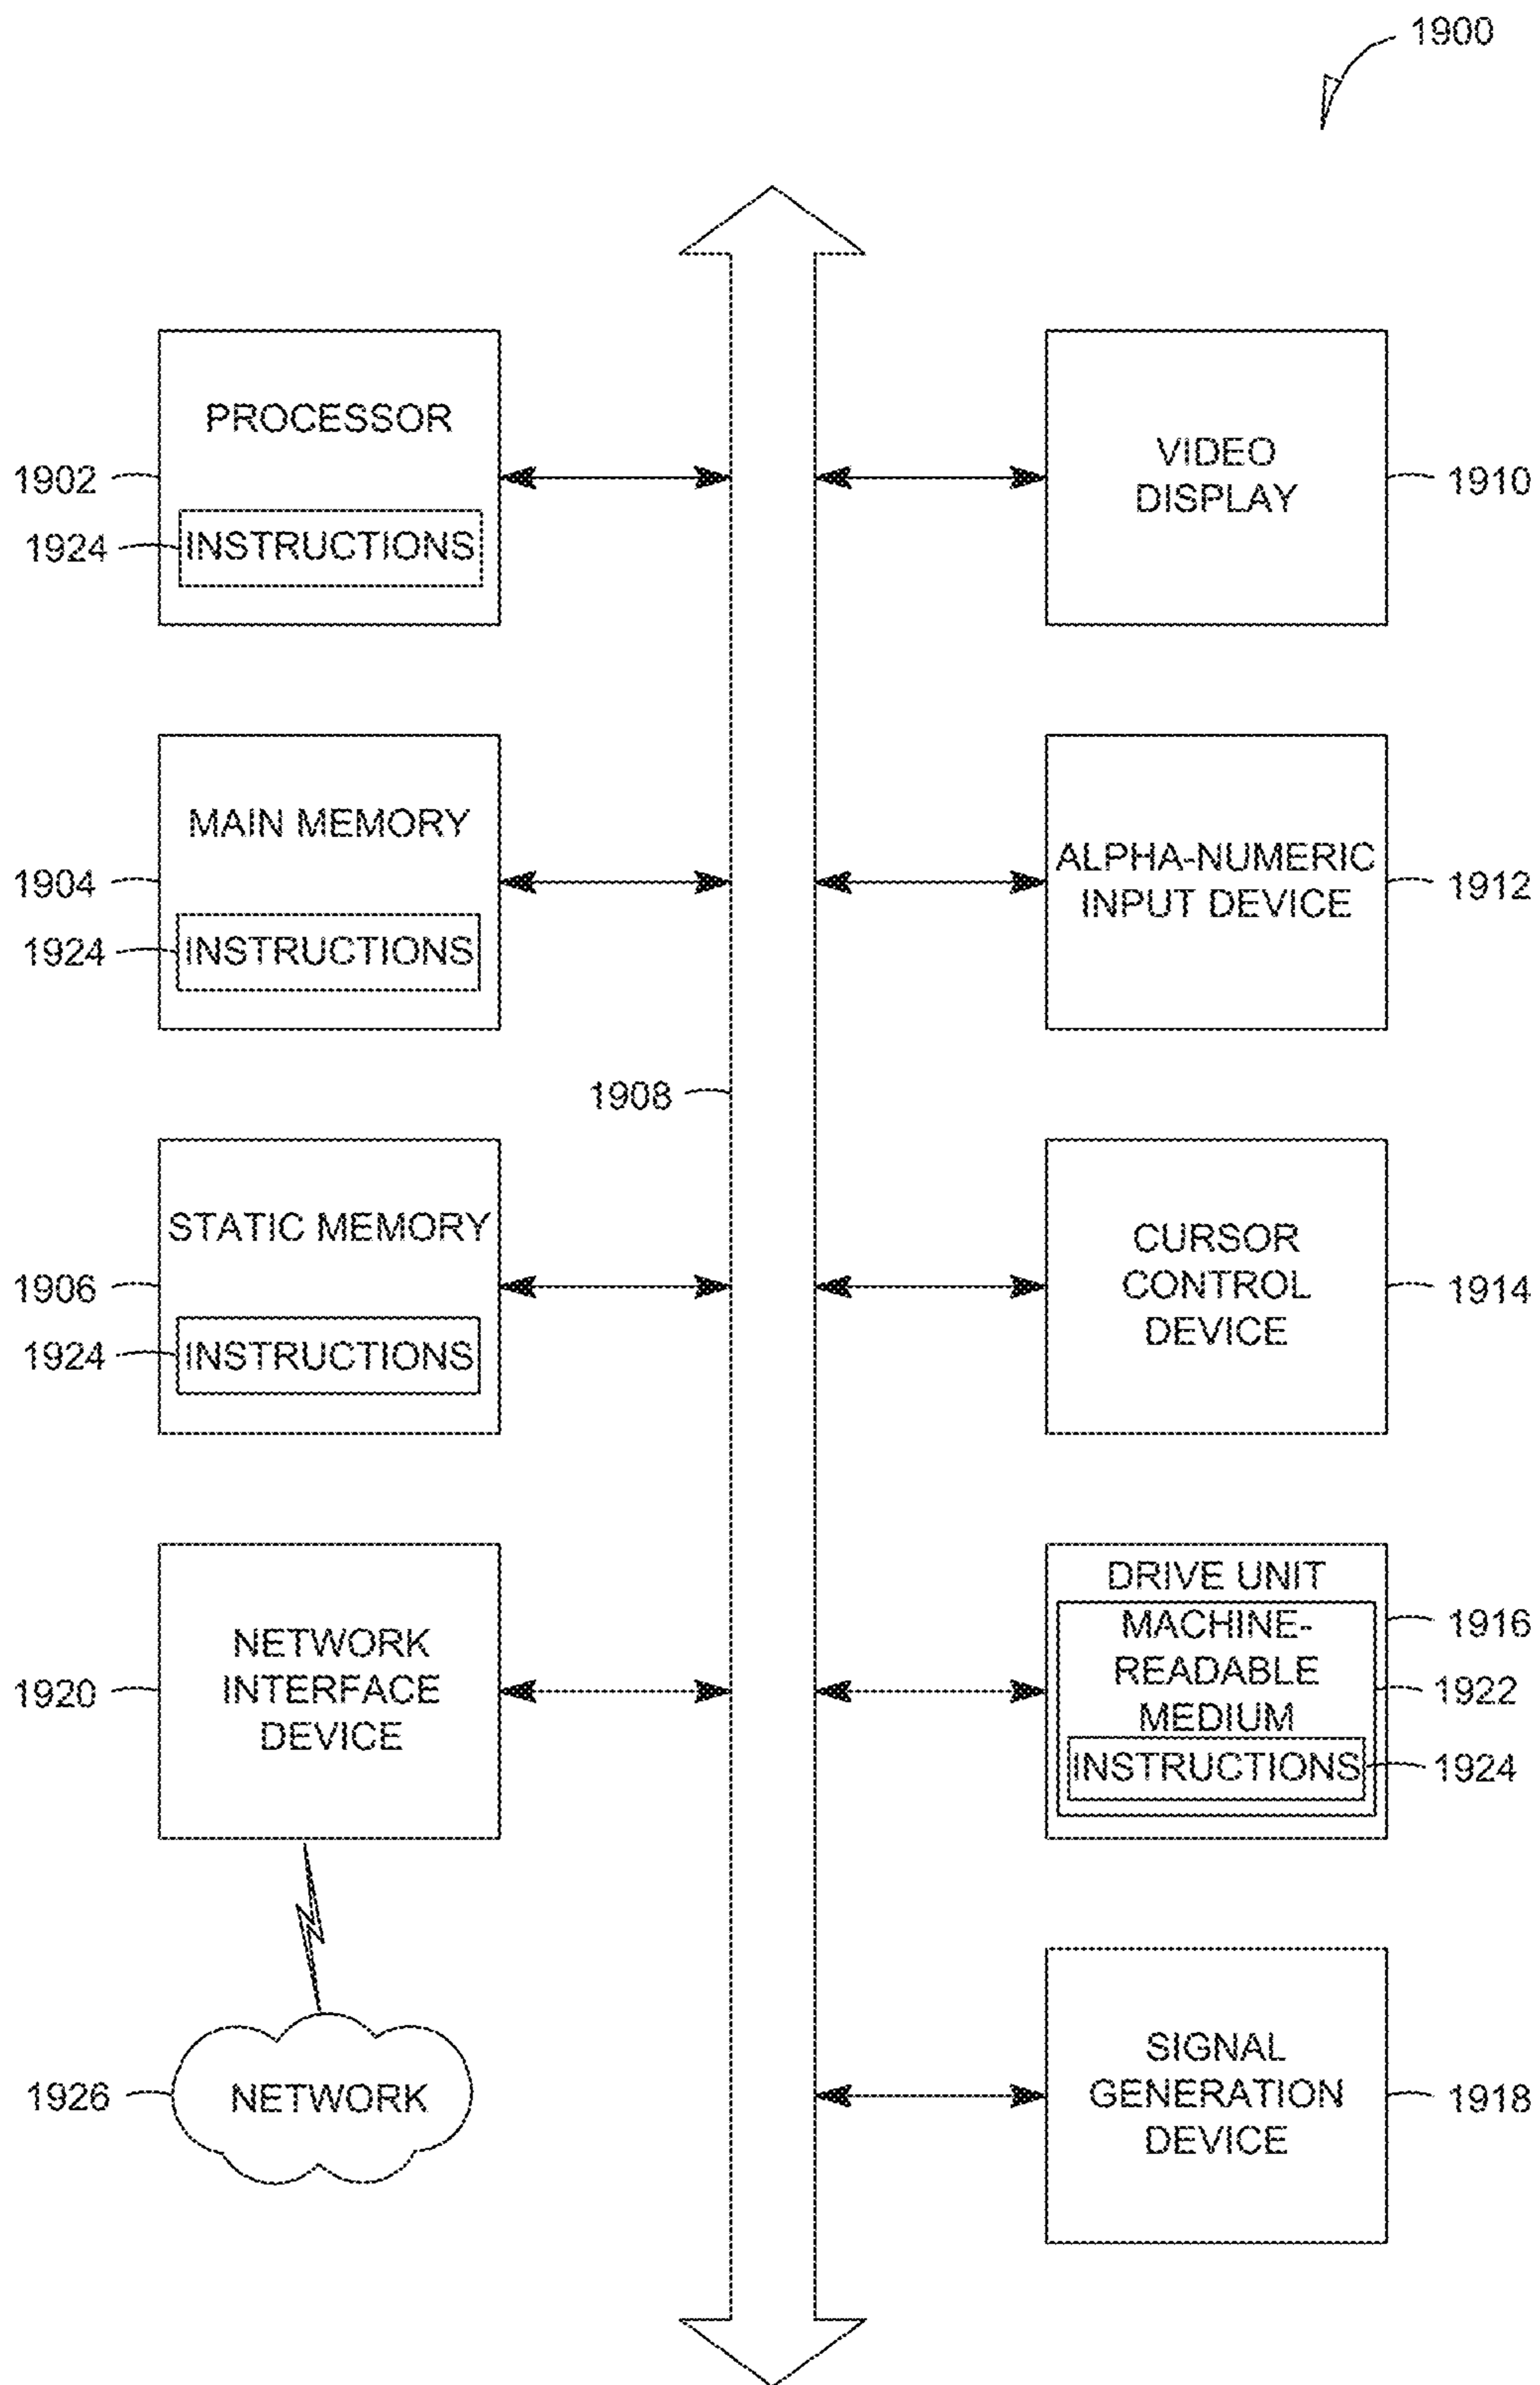 1900
PROCESSOR
1902
1924
INSTRUCTIONS
VIDEO
DISPLAY
1910
MAIN MEMORY
1904
1924
INSTRUCTIONS
ALPHA-NUMERIC
INPUT DEVICE
1912
1908
STATIC MEMORY
1906
1924
INSTRUCTIONS
CURSOR
CONTROL
DEVICE
1914
NETWORK
INTERFACE
DEVICE
1920
DRIVE UNIT
1916
MACHINE-
READABLE
MEDIUM
1922
INSTRUCTIONS
1924
1926
NETWORK
SIGNAL
GENERATION
DEVICE
1918